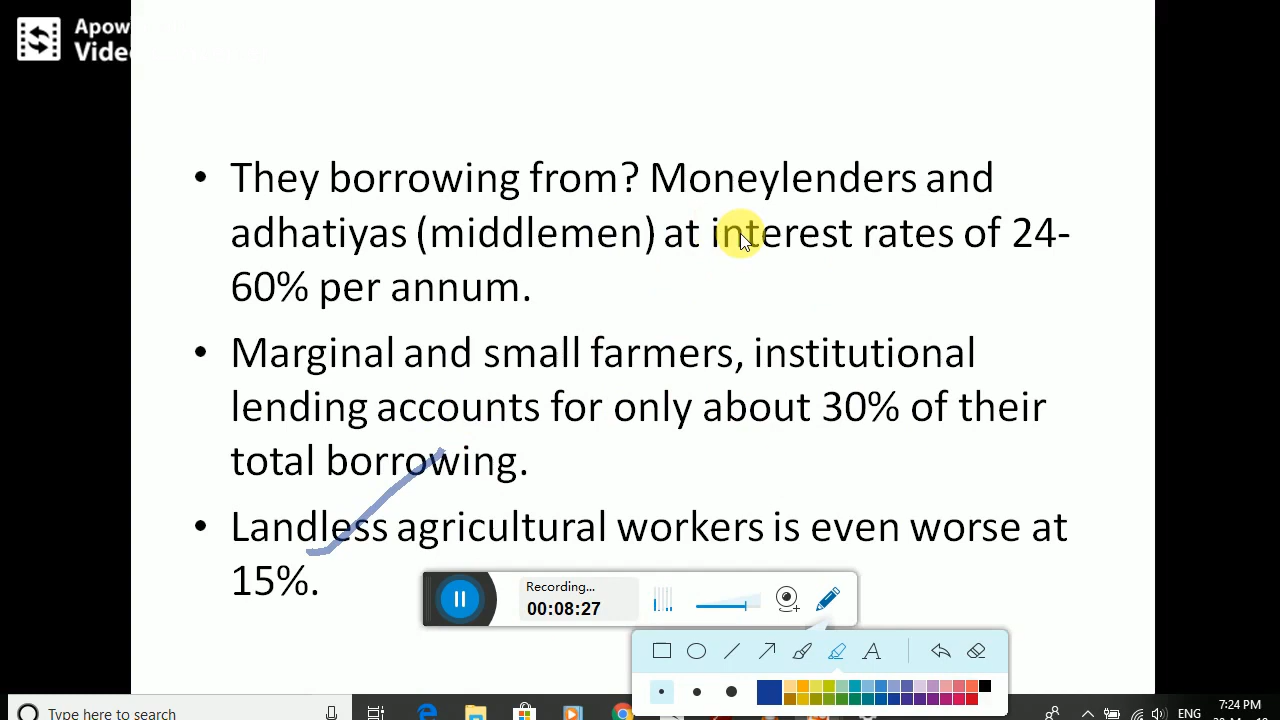 Apow
Vide
• They borrowing from? Moneylenders and
adhatiyas (middlemen) at interest rates of 24-
60% per annum.
• Marginal and small farmers, institutional
lending accounts for only about 30% of their
total borrowing.
• Landless agricultural workers is even worse at
15%.
Recording...
00:08:27
A
Type here to search
ENG
7:24 PM